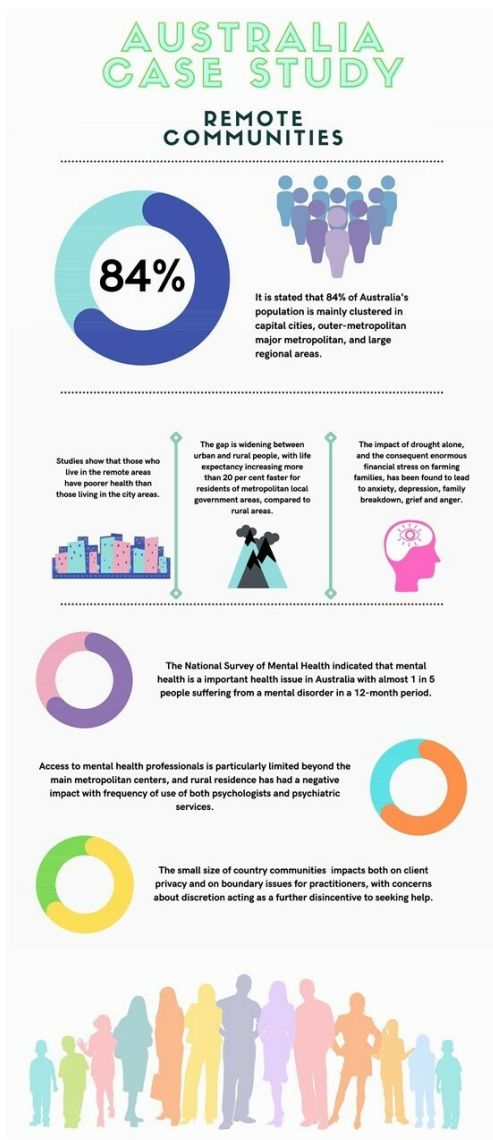 AUSTRALIA
CASE STUDY
REMOTE
COMMUNITIES
84%
It is stated that 84% of Australia's
population is mainly clustered in
capital cities, outer-metropolitan
major metropolitan, and large
regional areas.
Studies show that those who
live in the remote areas
have poorer health than
those living in the city areas.
The gap is widening between
urban and rural people, with life
expectancy increasing more
than 20 per cent faster for
residents of metropolitan local
government areas, compared to
rural areas.
The impact of drought alone,
and the consequent enormous
financial stress on farming
families, has been found to lead
to anxiety, depression, family
breakdown, grief and anger.
The National Survey of Mental Health indicated that mental
health is a important health issue in Australia with almost 1 in 5
people suffering from a mental disorder in a 12-month period.
Access to mental health professionals is particularly limited beyond the
main metropolitan centers, and rural residence has had a negative
impact with frequency of use of both psychologists and psychiatric
services.
The small size of country communities impacts both on client
privacy and on boundary issues for practitioners, with concerns
about discretion acting as a further disincentive to seeking help.